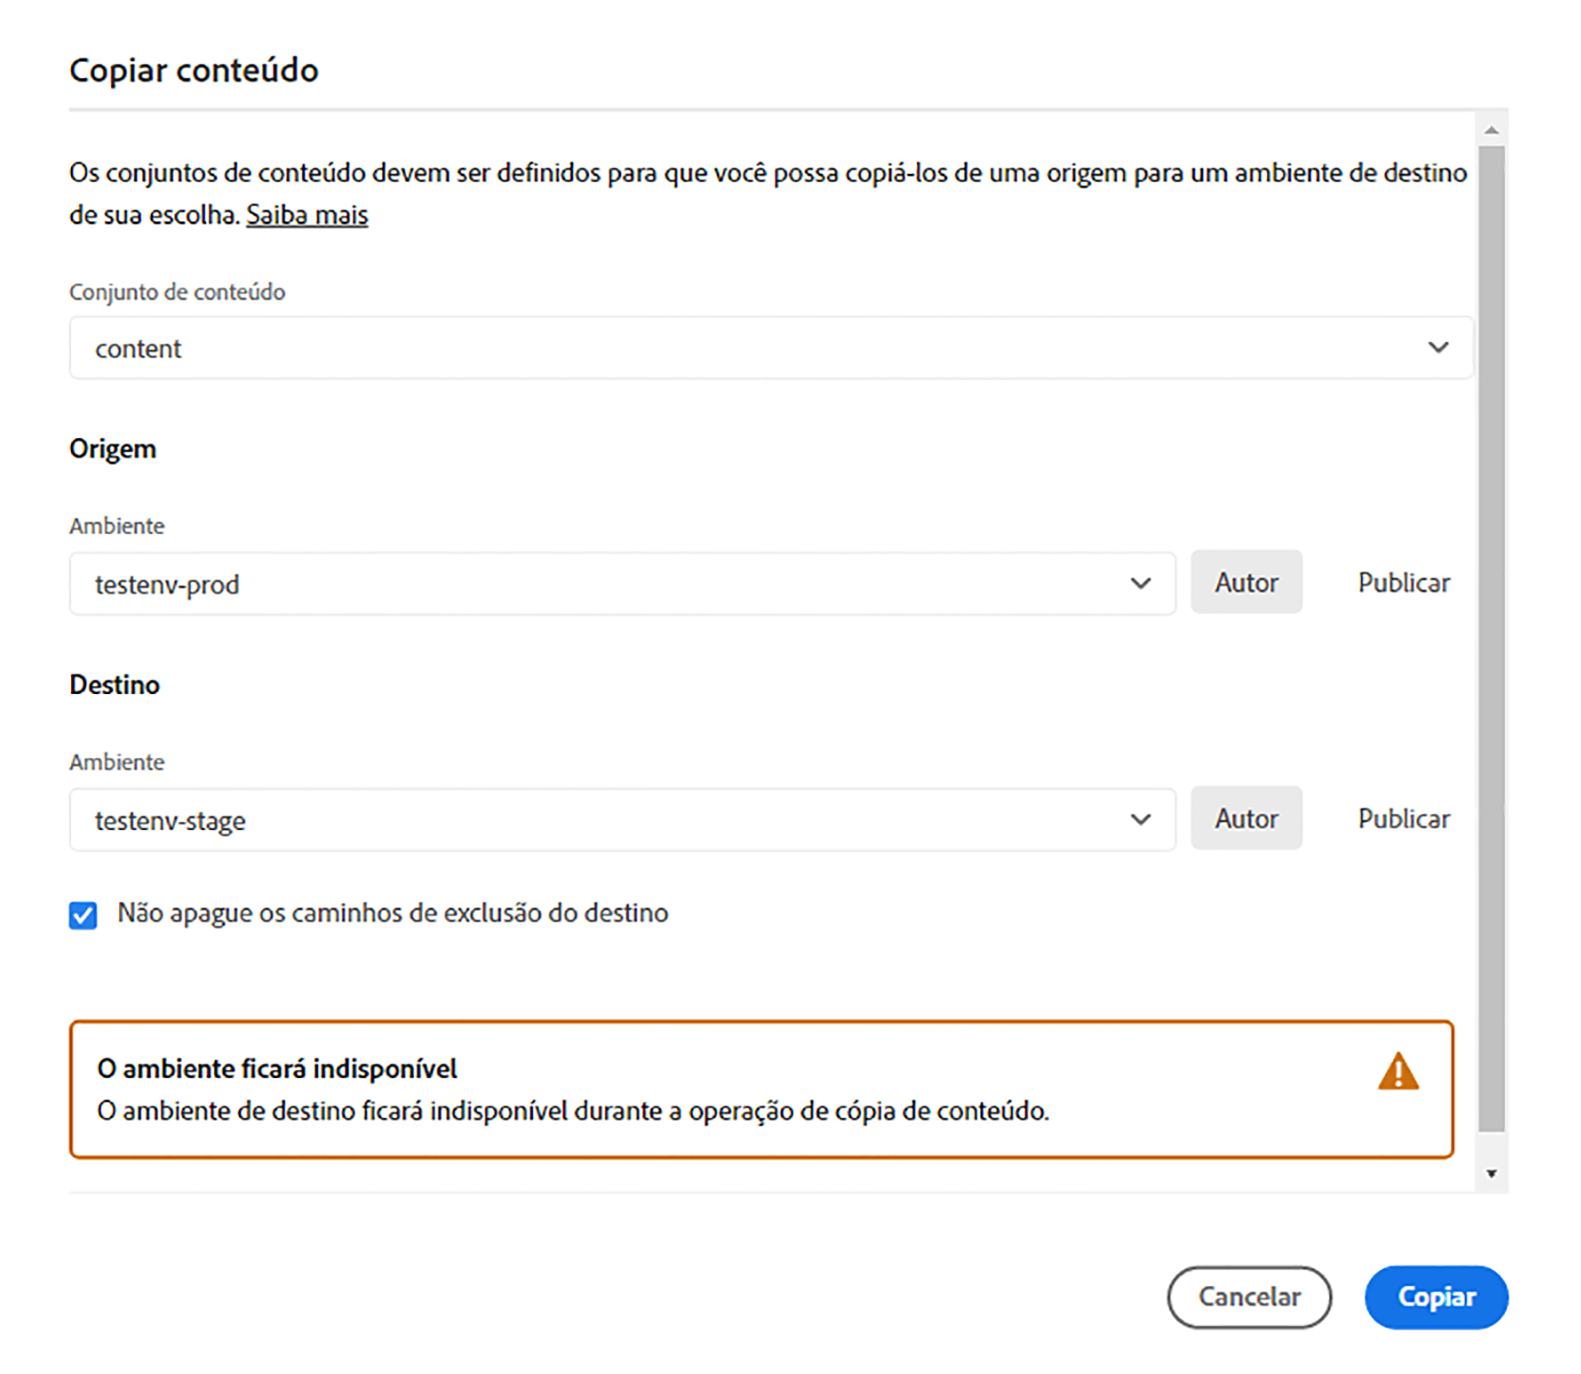 Copiar conteúdo
Os conjuntos de conteúdo devem ser definidos para que você possa copiá-los de uma origem para um ambiente de destino
de sua escolha. Saiba mais
Conjunto de conteúdo
content
Origem
Ambiente
testenv-prod Autor Publicar
Destino
Ambiente
testenv-stage Autor Publicar
Não apague os caminhos de exclusão do destino
O ambiente ficará indisponível
O ambiente de destino ficará indisponível durante a operação de cópia de conteúdo.
Cancelar Copiar